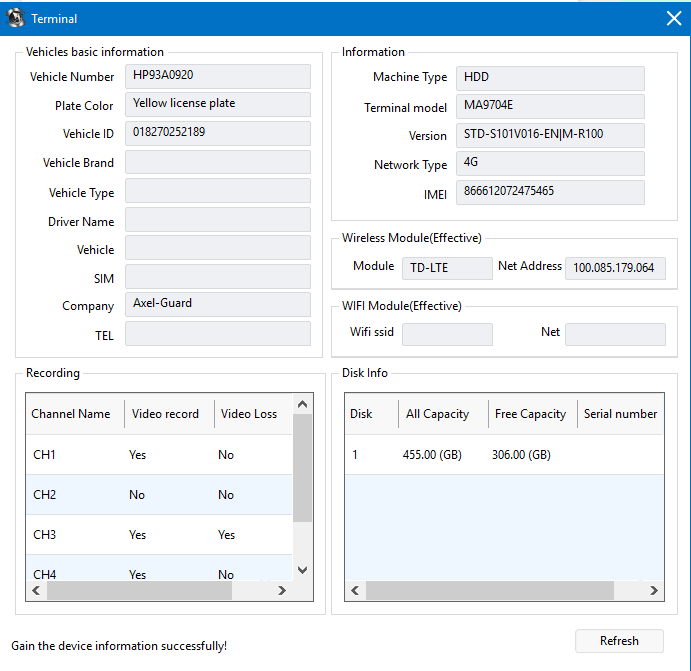 Terminal
Vehicles basic information
Vehicle Number HP93A0920
Plate Color Yellow license plate
Vehicle ID 018270252189
Vehicle Brand
Vehicle Type
Driver Name
Vehicle
SIM
Company Axel-Guard
TEL
Information
Machine Type HDD
Terminal model MA9704E
Version STD-S101V016-EN|M-R100
Network Type 4G
IMEI 866612072475465
Wireless Module(Effective)
Module TD-LTE Net Address 100.085.179.064
WIFI Module(Effective)
Wifi ssid Net
Recording
Channel Name Video record Video Loss
CH1 Yes No
CH2 No No
CH3 Yes Yes
CH4 Yes No
Disk Info
Disk All Capacity Free Capacity Serial number
1 455.00 (GB) 306.00 (GB)
Gain the device information successfully!
Refresh